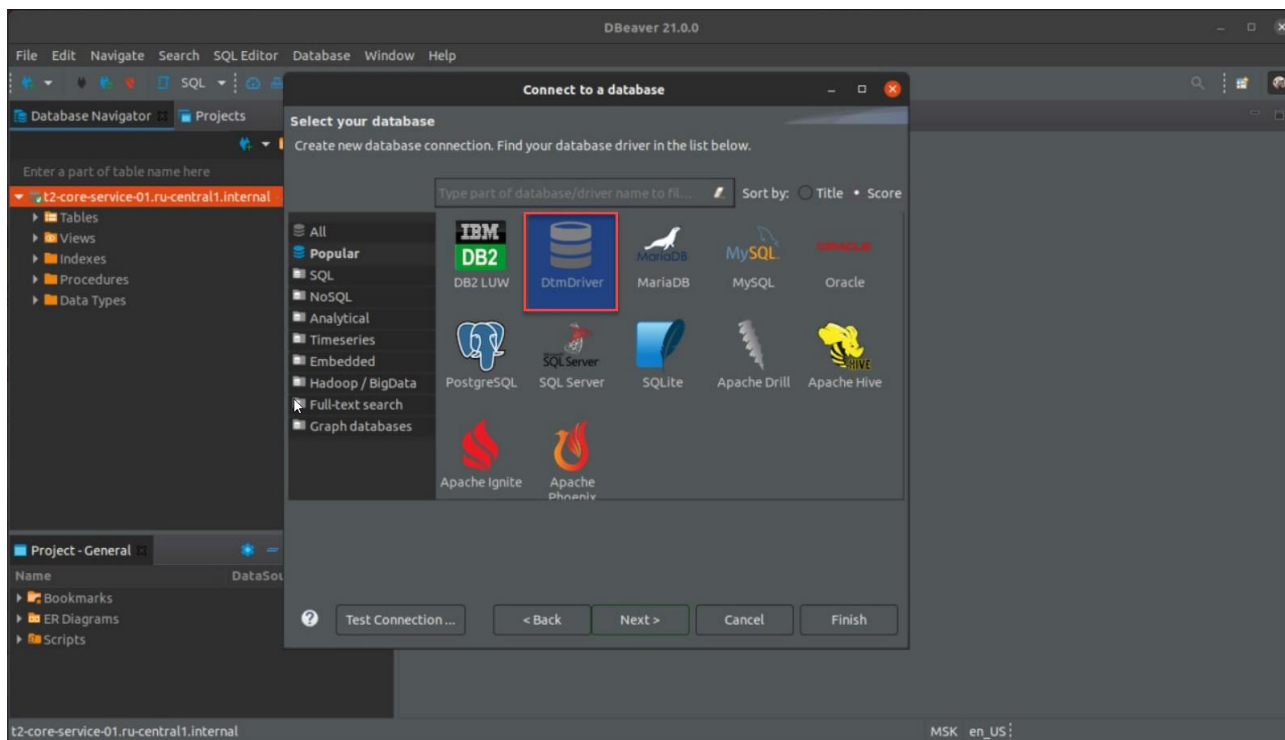 DBeaver 21.0.0
File Edit Navigate Search SQL Editor Database Window Help
SQL
Connect to a database
Database Navigator Projects
Select your database
Create new database connection. Find your database driver in the list below.
Enter a part of table name here
Type part of database/driver name to fil... Sort by: Title Score
t2-core-service-01.ru-central1.internal
Tables
Views
Indexes
Procedures
Data Types
All
Popular
SQL
NoSQL
Analytical
Timeseries
Embedded
Hadoop / BigData
Full-text search
Graph databases
IBM
DB2
MariaDB
MySQL
ORACLE
DB2 LUW DtmDriver MariaDB MySQL Oracle
SQL Server
HIVE
PostgreSQL SQL Server SQLite Apache Drill Apache Hive
Apache Ignite Apache
Phoenix
Project - General
Name DataSou
Bookmarks
ER Diagrams
Scripts
? Test Connection ... < Back Next > Cancel Finish
t2-core-service-01.ru-central1.internal MSK en_US